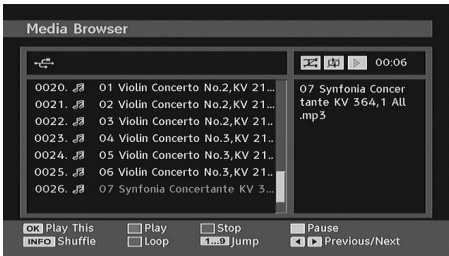 Media Browser
00:06
0020. 01 Violin Concerto No.2,KV 21...
0021. 02 Violin Concerto No.2,KV 21...
0022. 03 Violin Concerto No.2,KV 21..
0023. 04 Violin Concerto No.3,KV 21..
0024. 05 Violin Concerto No.3,KV 21..
0025. 06 Violin Concerto No.3,KV 21..
0026. 07 Synfonia Concertante KV 3...
07 Synfonia Concer
tante KV 364,1 All
.mp3
OK Play This Play Stop Pause
INFO Shuffle Loop 1...9 Jump Previous/Next